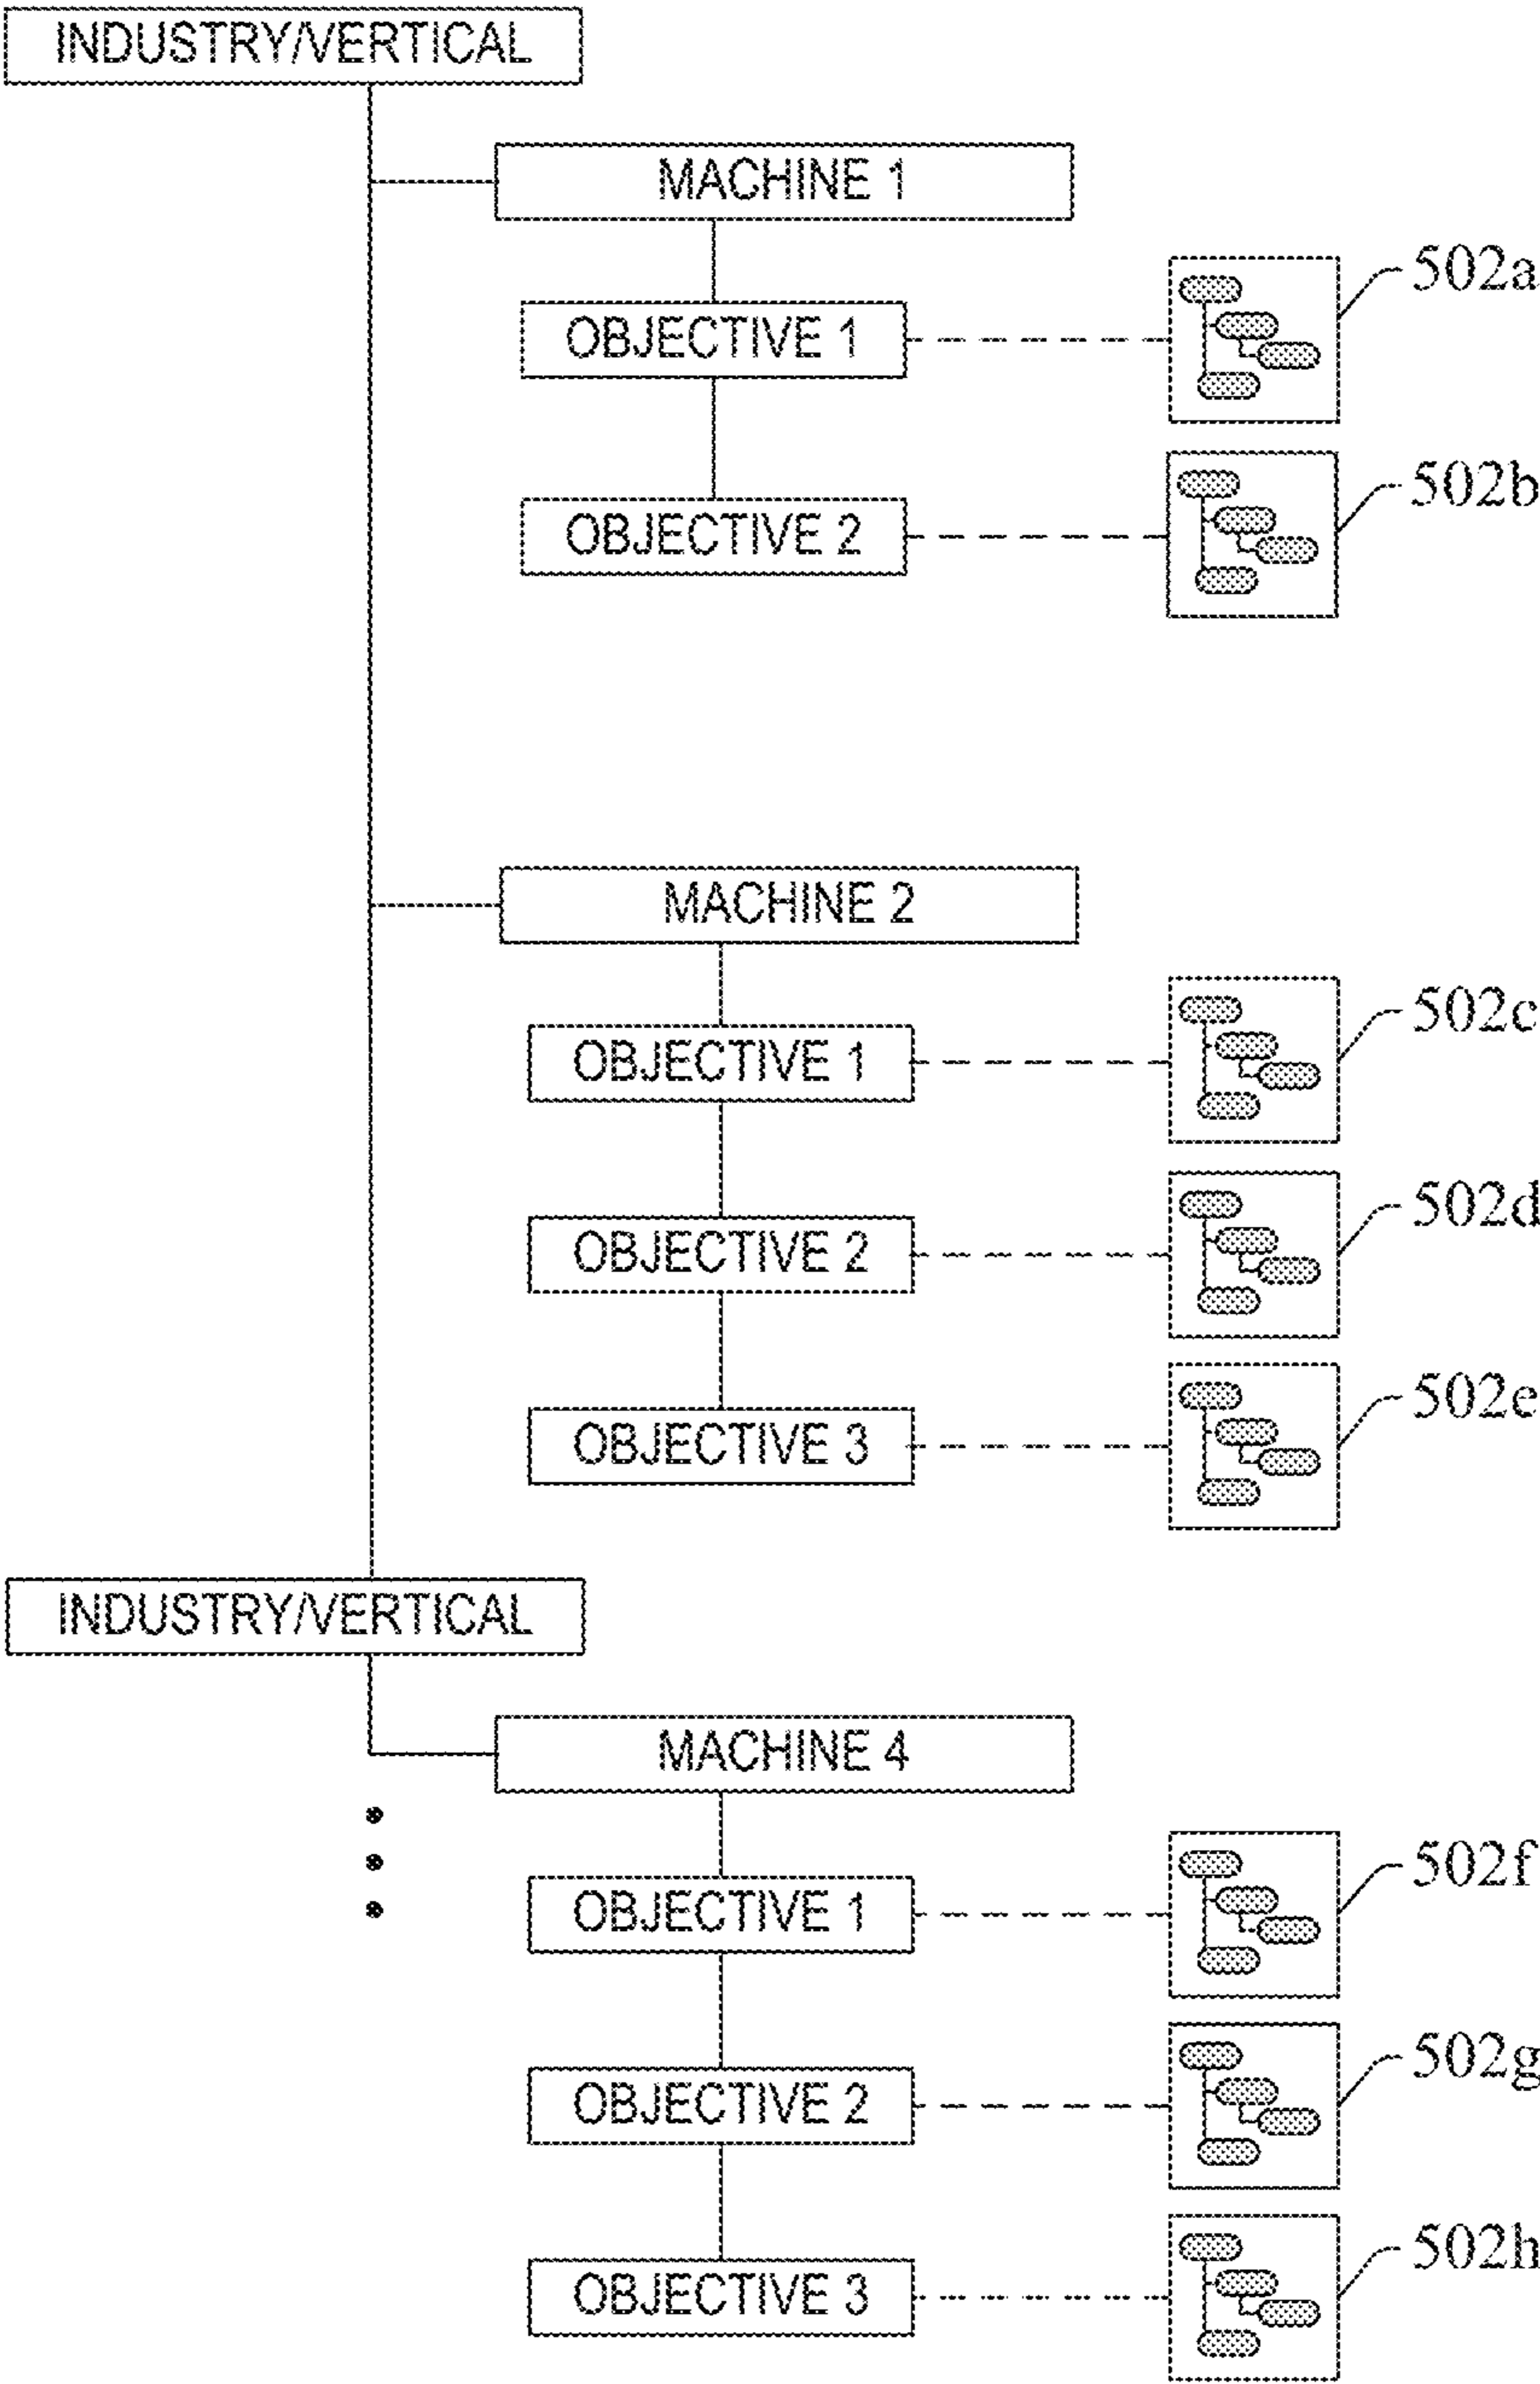 INDUSTRY/VERTICAL
MACHINE 1
OBJECTIVE 1
502a
OBJECTIVE 2
502b
MACHINE 2
OBJECTIVE 1
502c
OBJECTIVE 2
502d
OBJECTIVE 3
502e
INDUSTRY/VERTICAL
MACHINE 4
OBJECTIVE 1
502f
OBJECTIVE 2
502g
OBJECTIVE 3
502h